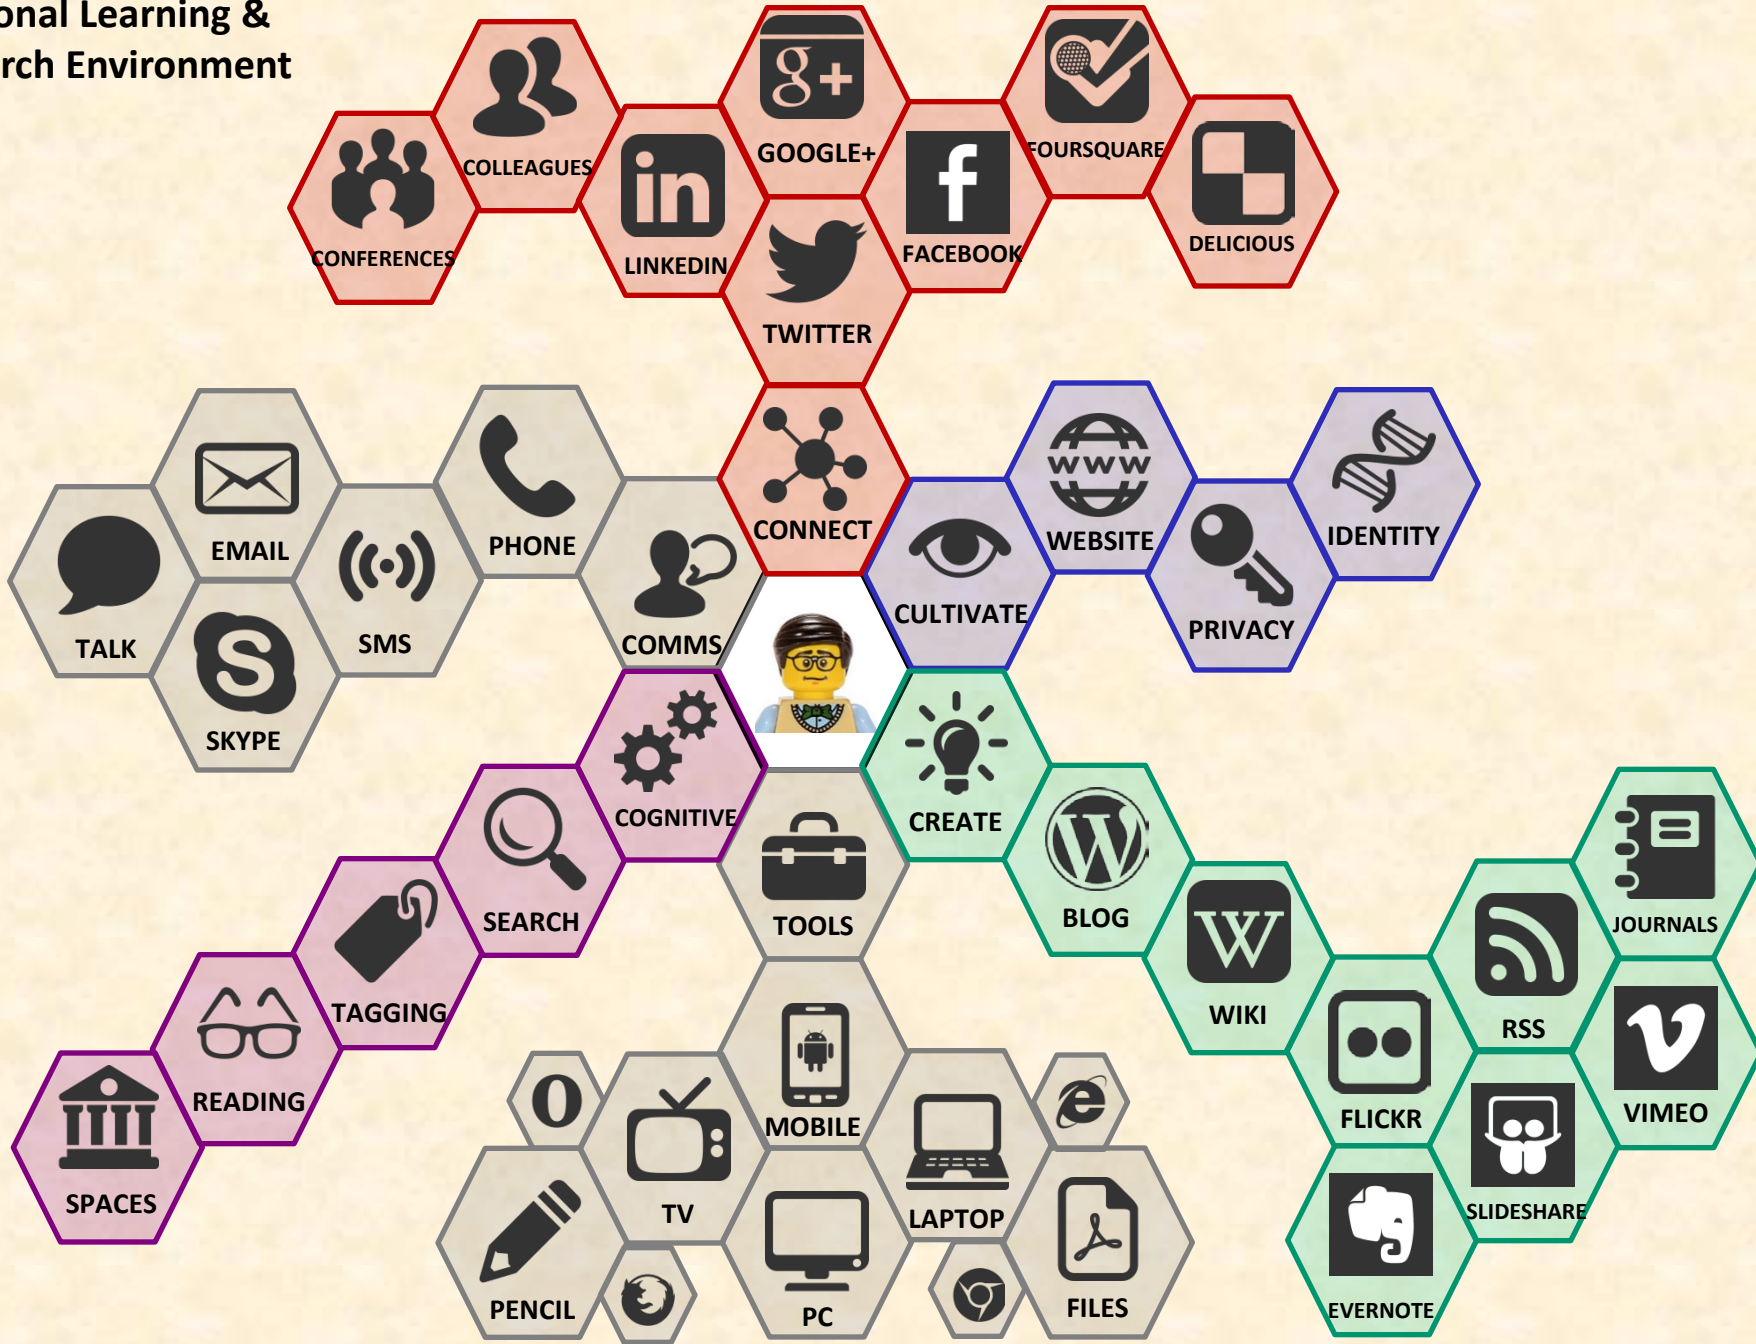 onal Learning &
rch Environment
COLLEAGUES
GOOGLE+
FOURSQUARE
CONFERENCES
LINKEDIN
in
g+
f
FACEBOOK
DELICIOUS
TWITTER
CONNECT
EMAIL
PHONE
WWW
WEBSITE
IDENTITY
TALK
SMS
COMMS
CULTIVATE
PRIVACY
S
SKYPE
COGNITIVE
CREATE
SEARCH
TOOLS
W
BLOG
JOURNALS
TAGGING
W
WIKI
RSS
READING
MOBILE
FLICKR
V
VIMEO
SPACES
O
TV
LAPTOP
e
SLIDESHARE
PENCIL
PC
FILES
EVERNOTE